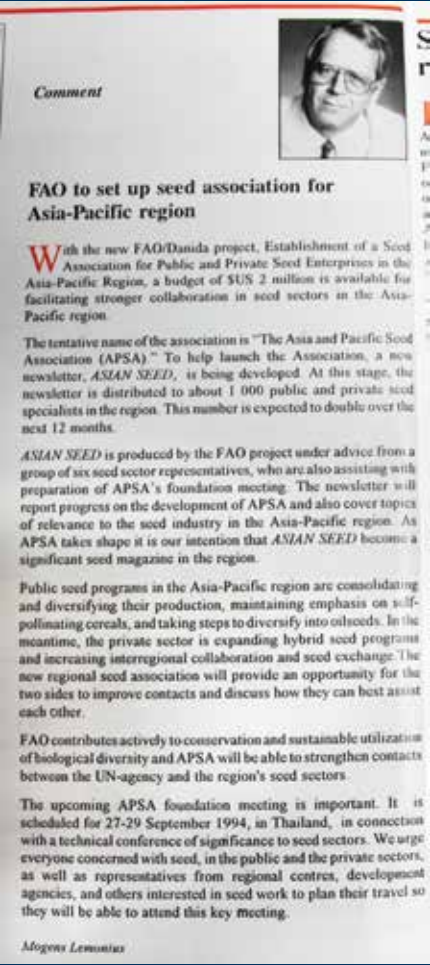 Comment
FAO to set up seed association for
Asia-Pacific region
With the new FAO/Danida project, Establishment of a Seed
Association for Public and Private Seed Enterprises in the
Asia-Pacific Region, a budget of $US 2 million is available for
facilitating stronger collaboration in seed sectors in the Asia-
Pacific region.
The tentative name of the association is "The Asia and Pacific Seed
Association (APSA)." To help launch the Association, a new
newsletter, ASIAN SEED, is being developed. At this stage, the
newsletter is distributed to about 1 000 public and private seed
specialists in the region. This number is expected to double over the
next 12 months.
ASIAN SEED is produced by the FAO project under advice from a
group of six seed sector representatives, who are also assisting with
preparation of APSA's foundation meeting. The newsletter will
report progress on the development of APSA and also cover topics
of relevance to the seed industry in the Asia-Pacific region. As
APSA takes shape it is our intention that ASIAN SEED become a
significant seed magazine in the region.
Public seed programs in the Asia-Pacific region are consolidating
and diversifying their production, maintaining emphasis on self-
pollinating cereals, and taking steps to diversify into oilseeds. In the
meantime, the private sector is expanding hybrid seed programs
and increasing interregional collaboration and seed exchange. The
new regional seed association will provide an opportunity for the
two sides to improve contacts and discuss how they can best assist
each other.
FAO contributes actively to conservation and sustainable utilization
of biological diversity and APSA will be able to strengthen contacts
between the UN-agency and the region's seed sectors.
The upcoming APSA foundation meeting is important. It is
scheduled for 27-29 September 1994, in Thailand, in connection
with a technical conference of significance to seed sectors. We urge
everyone concerned with seed, in the public and the private sectors,
as well as representatives from regional centres, development
agencies, and others interested in seed work to plan their travel so
they will be able to attend this key meeting.
Mogens Lemonius